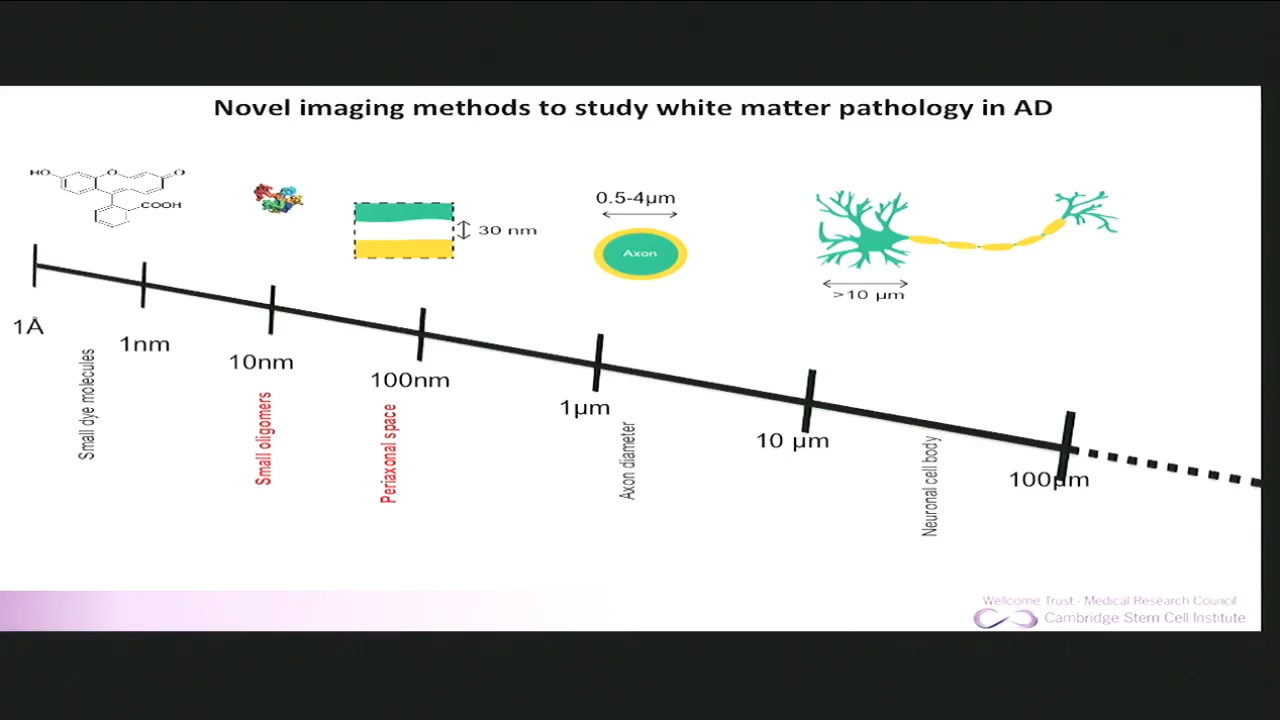 Novel imaging methods to study white matter pathology in AD
HO
O
O
COOH
30 nm
0.5-4µm
Axon
>10 µm
1Å
1nm
10nm
100nm
1µm
10 µm
100µm
Small dye molecules
Small oligomers
Periaxonal space
Axon diameter
Neuronal cell body
Wellcome Trust - Medical Research Council
Cambridge Stem Cell Institute